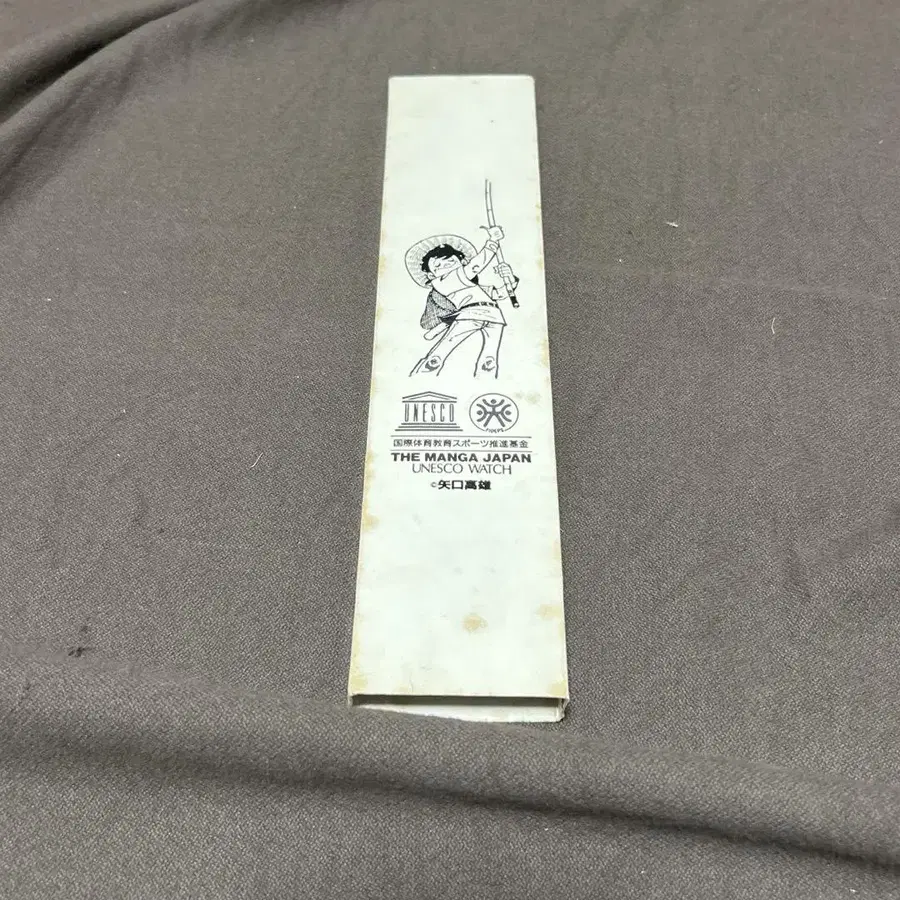 UNESCO
FIDEPS
国際体育教育スポーツ推進基金
THE MANGA JAPAN
UNESCO WATCH
©矢口高雄